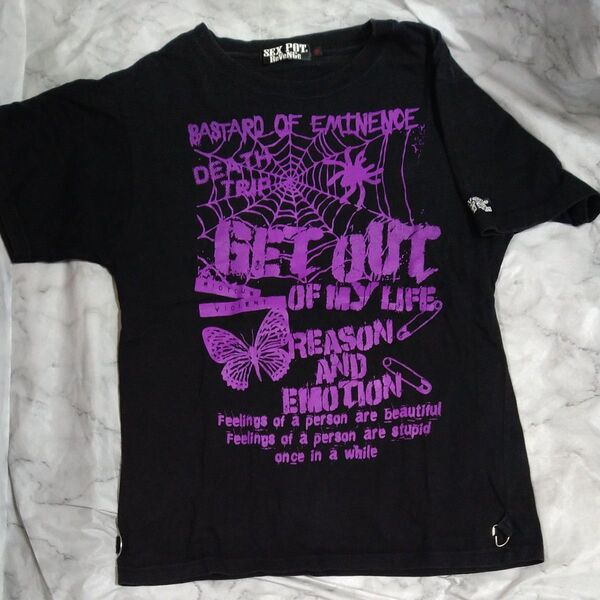 SEX POT.
ReVeNGe
BASTARD OF EMINENCE
DEATH
TRIP
GET OUT
OF MY LIFE
VIOLENT
REASON
AND
EMOTION
Feelings of a person are beautiful
Feelings of a person are stupid
once in a while